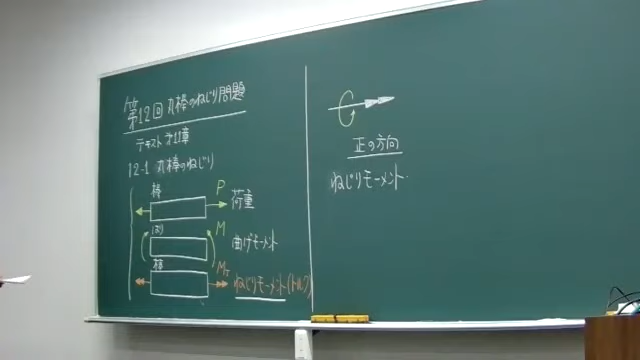 第12回 丸棒のねじり問題
テキスト 第11章
12-1 丸棒のねじり
棒
P
荷重
はり
M
曲げモーメント
棒
MT
ねじりモーメント(トルク)
正の方向
ねじりモーメント